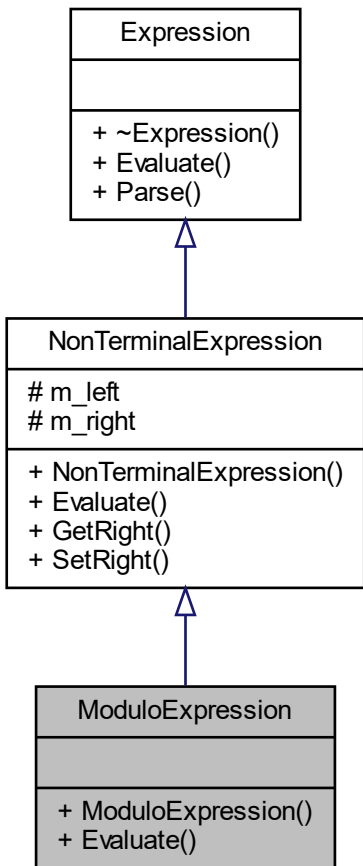 Expression
+ ~Expression()
+ Evaluate()
+ Parse()
NonTerminalExpression
# m_left
# m_right
+ NonTerminalExpression()
+ Evaluate()
+ GetRight()
+ SetRight()
ModuloExpression
+ ModuloExpression()
+ Evaluate()